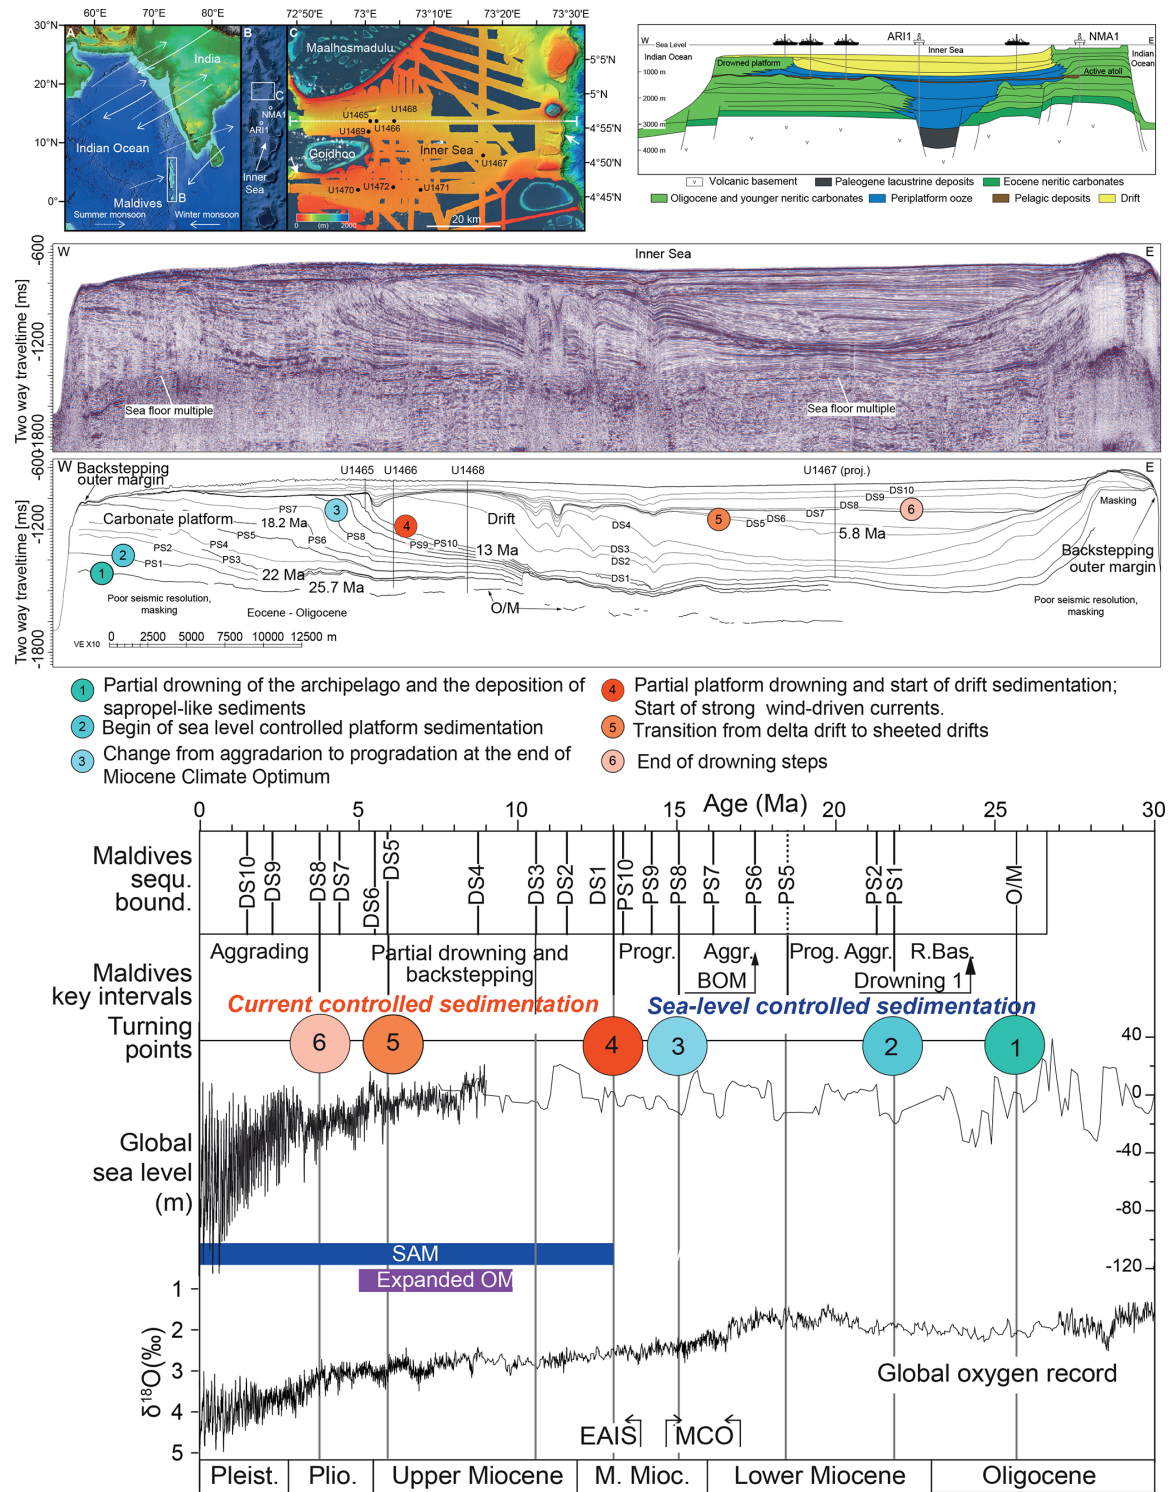 60°E 70°E 80°E
72°50'E 73°E 73°10'E 73°20'E 73°30'E
30°N
20°N
10°N
0°
A
India
Indian Ocean
Maldives
B
Summer monsoon
Winter monsoon
B
C
NMA1
ARI1
Inner
Sea
C
Maalhosmadulu
U1465
U1468
U1469
U1466
Goidhoo
Inner Sea
U1467
U1470
U1472
U1471
0 (m) 2000
20 km
5°5'N
5°N
4°55'N
4°50'N
4°45'N
W
ARI1
NMA1
E
Sea Level
Indian Ocean
Inner Sea
Indian
Ocean
Drowned platform
Active atoll
1000 m
2000 m
3000 m
4000 m
v v v v v v
v Volcanic basement
Paleogene lacustrine deposits
Eocene neritic carbonates
Oligocene and younger neritic carbonates
Periplatform ooze
Pelagic deposits
Drift
Two way traveltime [ms]
-600
-1200
-1800
W
Inner Sea
E
Sea floor multiple
Sea floor multiple
Two way traveltime [ms]
-600
-1200
-1800
W
Backstepping
outer margin
U1465 U1466 U1468
U1467 (proj.)
E
DS10
DS9
DS8
DS7
DS6
DS5
DS4
DS3
DS2
DS1
PS7
Carbonate platform
18.2 Ma
PS8
PS6
PS5
PS4
PS2
PS1
PS3
PS9 PS10
Drift
13 Ma
5.8 Ma
22 Ma
25.7 Ma
1
2
3
4
5
6
Masking
Backstepping
outer margin
Poor seismic resolution,
masking
Eocene - Oligocene
O/M
Poor seismic resolution,
masking
VE X10
0 2500 5000 7500 10000 12500 m
1 Partial drowning of the archipelago and the deposition of
sapropel-like sediments
2 Begin of sea level controlled platform sedimentation
3 Change from aggradarion to progradation at the end of
Miocene Climate Optimum
4 Partial platform drowning and start of drift sedimentation;
Start of strong wind-driven currents.
5 Transition from delta drift to sheeted drifts
6 End of drowning steps
Age (Ma)
0 5 10 15 20 25 30
Maldives
sequ.
bound.
DS10
DS9
DS8
DS7
DS6
DS5
DS4
DS3
DS2
DS1
PS10
PS9
PS8
PS7
PS6
PS5
PS2
PS1
O/M
Maldives
key intervals
Aggrading
Partial drowning and
backstepping
Progr.
Aggr.
BOM
Prog. Aggr.
R.Bas.
Drowning 1
Current controlled sedimentation
Sea-level controlled sedimentation
Turning
points
6 5 4 3 2 1
Global
sea level
(m)
40
0
-40
-80
-120
SAM
Expanded OM
δ18O(‰)
1
2
3
4
5
Global oxygen record
EAIS
MCO
Pleist. Plio. Upper Miocene M. Mioc. Lower Miocene Oligocene